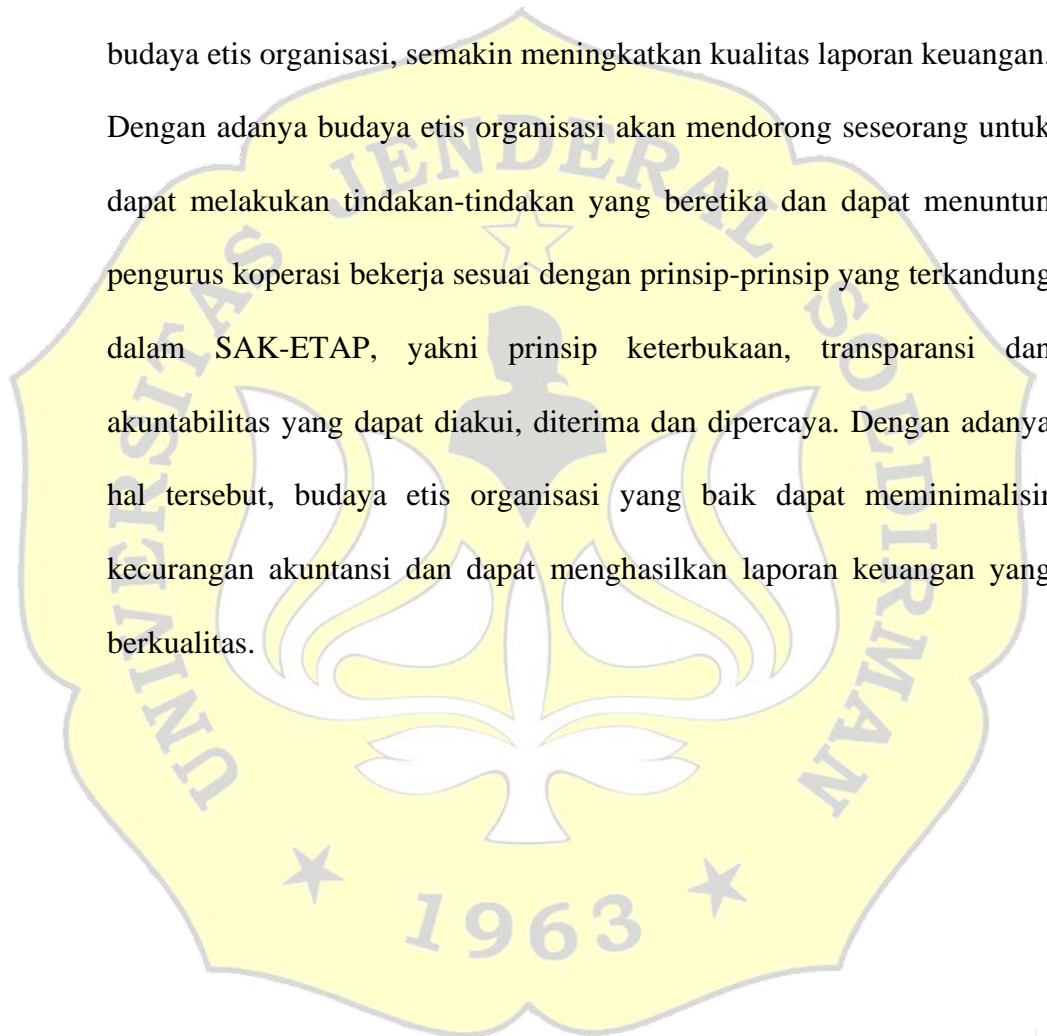 budaya etis organisasi, semakin meningkatkan kualitas laporan keuangan.
Dengan adanya budaya etis organisasi akan mendorong seseorang untuk
dapat melakukan tindakan-tindakan yang beretika dan dapat menuntun
pengurus koperasi bekerja sesuai dengan prinsip-prinsip yang terkandung
dalam SAK-ETAP, yakni prinsip keterbukaan, transparansi dan
akuntabilitas yang dapat diakui, diterima dan dipercaya. Dengan adanya
hal tersebut, budaya etis organisasi yang baik dapat meminimalisir
kecurangan akuntansi dan dapat menghasilkan laporan keuangan yang
berkualitas.
UNIVERSITAS JENDERAL SOEDIRMAN
1963